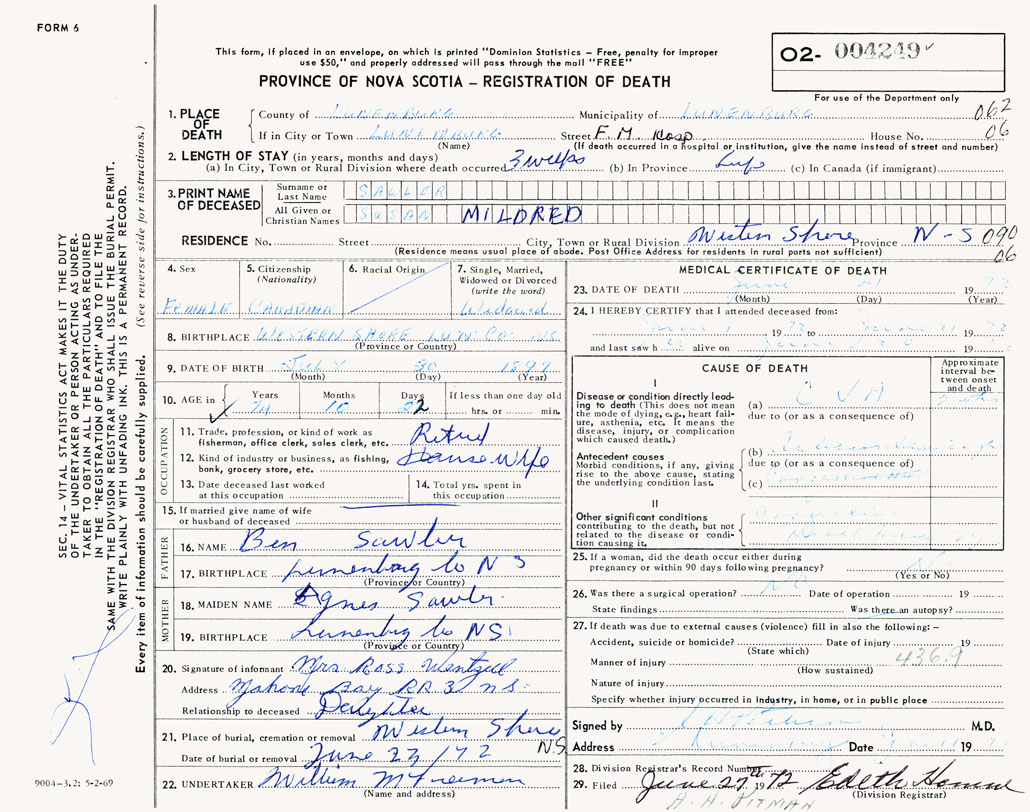 FORM 6
This form, if placed in an envelope, on which is printed "Dominion Statistics – Free, penalty for improper
use $50," and properly addressed will pass through the mail "FREE"
PROVINCE OF NOVA SCOTIA – REGISTRATION OF DEATH
O2- 004249
For use of the Department only
1. PLACE OF DEATH County of LUNENBURG Municipality of LUNENBURG 062
If in City or Town LUNENBURG Street F. M. Hosp House No. 06
(Name) (If death occurred in a hospital or institution, give the name instead of street and number)
2. LENGTH OF STAY (in years, months and days)
(a) In City, Town or Rural Division where death occurred 3 weeks (b) In Province Life (c) In Canada (if immigrant)
3. PRINT NAME OF DECEASED Surname or Last Name SAWLER
All Given or Christian Names SUSAN MILDRED
RESIDENCE No. Street City, Town or Rural Division Western Shore Province N-S 090
(Residence means usual place of abode. Post Office Address for residents in rural parts not sufficient) 06
4. Sex Female
5. Citizenship (Nationality) Canadian
6. Racial Origin
7. Single, Married, Widowed or Divorced (write the word) Widowed
8. BIRTHPLACE WESTERN SHORE LUN. CO. NS
(Province or Country)
9. DATE OF BIRTH JULY 30 1897
(Month) (Day) (Year)
10. AGE in Years 74 Months 10 Days 22 If less than one day old hrs. or min.
OCCUPATION
11. Trade, profession, or kind of work as fisherman, office clerk, sales clerk, etc. Retired
12. Kind of industry or business, as fishing, bank, grocery store, etc. Housewife
13. Date deceased last worked at this occupation
14. Total yrs. spent in this occupation
15. If married give name of wife or husband of deceased
FATHER
16. NAME Ben Sawler
17. BIRTHPLACE Lunenburg Co N S
(Province or Country)
MOTHER
18. MAIDEN NAME Agnes Sawler
19. BIRTHPLACE Lunenburg Co NS
(Province or Country)
20. Signature of informant Mrs Ross Wentzell
Address Mahone Bay RR 3 N S
Relationship to deceased Daughter
21. Place of burial, cremation or removal Western Shore N.S
Date of burial or removal June 23 / 72
22. UNDERTAKER William M
(Name and address)
MEDICAL CERTIFICATE OF DEATH
23. DATE OF DEATH June 21 19 72
(Month) (Day) (Year)
24. I HEREBY CERTIFY that I attended deceased from:
June 1 19 72 to June 21 19 72
and last saw h er alive on June 19
CAUSE OF DEATH
Approximate interval between onset and death
I
Disease or condition directly leading to death (This does not mean the mode of dying, e.g., heart failure, asthenia, etc. It means the disease, injury, or complication which caused death.)
(a) C V A
due to (or as a consequence of)
Antecedent causes
Morbid conditions, if any, giving rise to the above cause, stating the underlying condition last.
(b)
due to (or as a consequence of)
(c)
II
Other significant conditions contributing to the death, but not related to the disease or condition causing it.
25. If a woman, did the death occur either during pregnancy or within 90 days following pregnancy? No
(Yes or No)
26. Was there a surgical operation? NO Date of operation 19
State findings Was there an autopsy?
27. If death was due to external causes (violence) fill in also the following: –
Accident, suicide or homicide? Date of injury 19
(State which) 436.9
Manner of injury
(How sustained)
Nature of injury
Specify whether injury occurred in industry, in home, or in public place
Signed by M.D.
Address Date 19
28. Division Registrar's Record Number
29. Filed June 27th 19 72 Edith
(Division Registrar)
A. H. PITMAN
SEC. 14 – VITAL STATISTICS ACT MAKES IT THE DUTY
OF THE UNDERTAKER OR PERSON ACTING AS UNDER-
TAKER TO OBTAIN ALL THE PARTICULARS REQUIRED
IN THE "REGISTRATION OF DEATH" AND TO FILE THE
SAME WITH THE DIVISION REGISTRAR WHO SHALL ISSUE THE BURIAL PERMIT.
WRITE PLAINLY WITH UNFADING INK. THIS IS A PERMANENT RECORD.
Every item of information should be carefully supplied. (See reverse side for instructions.)
9004-3.2: 5-2-69